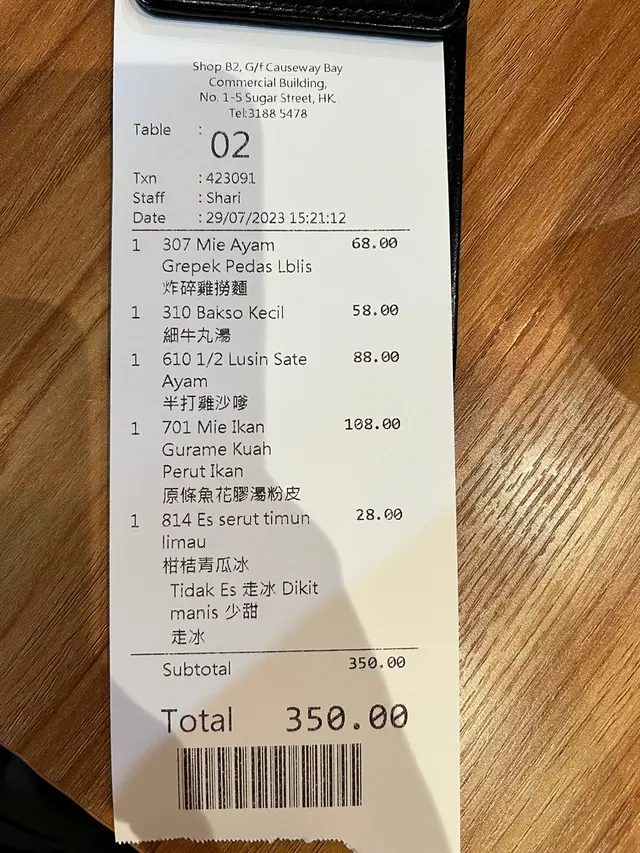 Shop B2, G/f Causeway Bay
Commercial Building,
No. 1-5 Sugar Street, HK.
Tel:3188 5478
Table : 02
Txn : 423091
Staff : Shari
Date : 29/07/2023 15:21:12
1 307 Mie Ayam 68.00
Grepek Pedas Lblis
炸碎雞撈麵
1 310 Bakso Kecil 58.00
細牛丸湯
1 610 1/2 Lusin Sate 88.00
Ayam
半打雞沙嗲
1 701 Mie Ikan 108.00
Gurame Kuah
Perut Ikan
原條魚花膠湯粉皮
1 814 Es serut timun 28.00
limau
柑桔青瓜冰
Tidak Es 走冰 Dikit
manis 少甜
走冰
Subtotal 350.00
Total 350.00